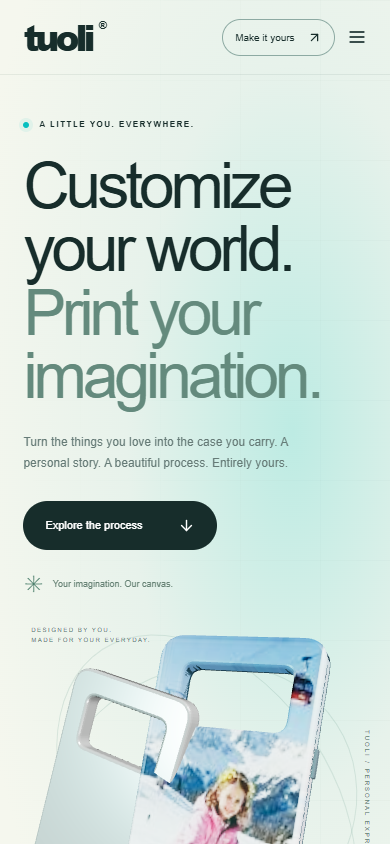 tuoli ®
Make it yours
A LITTLE YOU. EVERYWHERE.
Customize
your world.
Print your
imagination.
Turn the things you love into the case you carry. A
personal story. A beautiful process. Entirely yours.
Explore the process
Your imagination. Our canvas.
DESIGNED BY YOU.
MADE FOR YOUR EVERYDAY.
TUOLI / PERSONAL EXPR